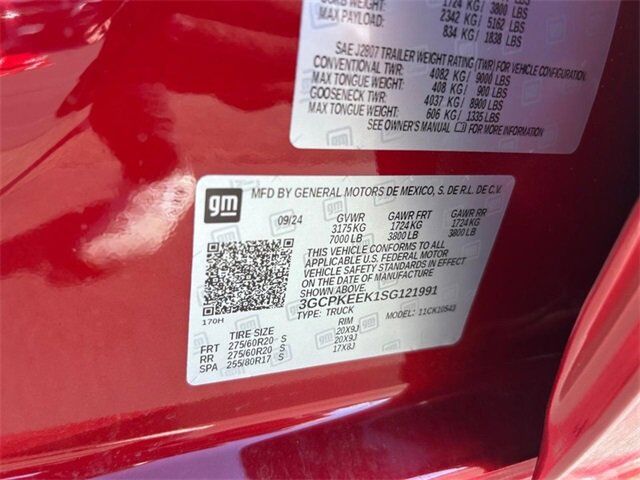 1724 KG / 3800 LBS
MAX PAYLOAD: 2342 KG / 5162 LBS
834 KG / 1838 LBS
SAE J2807 TRAILER WEIGHT RATING (TWR) FOR VEHICLE CONFIGURATION
CONVENTIONAL TWR: 4082 KG / 9000 LBS
MAX TONGUE WEIGHT: 408 KG / 900 LBS
GOOSENECK TWR: 4037 KG / 8900 LBS
MAX TONGUE WEIGHT: 606 KG / 1335 LBS
SEE OWNER'S MANUAL FOR MORE INFORMATION
gm
MFD BY GENERAL MOTORS DE MEXICO, S. DE R.L. DE C.V.
09/24 GVWR GAWR FRT GAWR RR
3175 KG 1724 KG 1724 KG
7000 LB 3800 LB 3800 LB
THIS VEHICLE CONFORMS TO ALL
APPLICABLE U.S. FEDERAL MOTOR
VEHICLE SAFETY STANDARDS IN EFFECT
ON THE DATE OF MANUFACTURE
SHOWN ABOVE.
3GCPKEEK1SG121991
TYPE: TRUCK MODEL: 11CK10543
170H
TIRE SIZE RIM
FRT 275/60R20 S 20X9J
RR 275/60R20 S 20X9J
SPA 255/80R17 S 17X8J